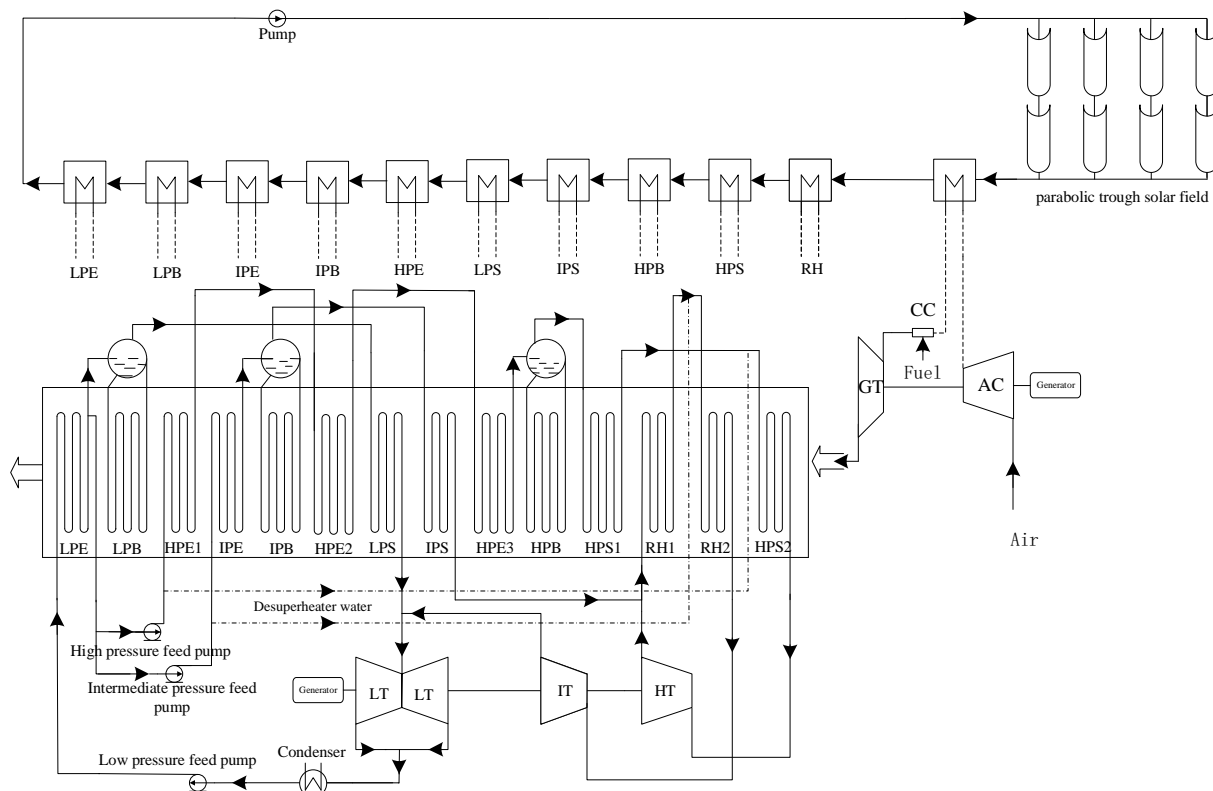 Pump
parabolic trough solar field
LPE LPB IPE IPB HPE LPS IPS HPB HPS RH
CC
Fuel
GT
AC
Generator
Air
LPE LPB HPE1 IPE IPB HPE2 LPS IPS HPE3 HPB HPS1 RH1 RH2 HPS2
Desuperheater water
High pressure feed pump
Intermediate pressure feed
pump
Generator
LT LT IT HT
Low pressure feed pump
Condenser